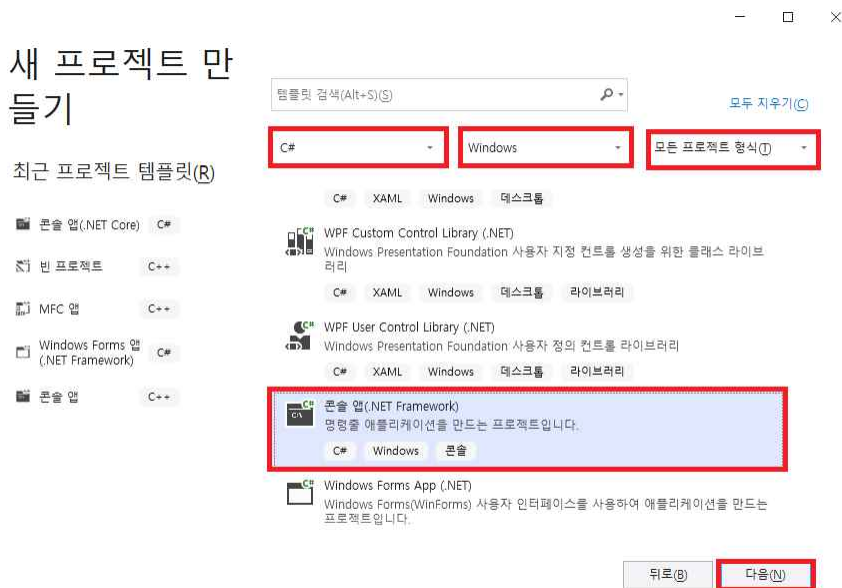 새 프로젝트 만
들기
최근 프로젝트 템플릿(R)
콘솔 앱(.NET Core) C#
빈 프로젝트 C++
MFC 앱 C++
Windows Forms 앱
(.NET Framework) C#
콘솔 앱 C++
템플릿 검색(Alt+S)(S)
모두 지우기(C)
C# Windows 모든 프로젝트 형식(T)
C# XAML Windows 데스크톱
WPF Custom Control Library (.NET)
Windows Presentation Foundation 사용자 지정 컨트롤 생성을 위한 클래스 라이브
러리
C# XAML Windows 데스크톱 라이브러리
WPF User Control Library (.NET)
Windows Presentation Foundation 사용자 정의 컨트롤 라이브러리
C# XAML Windows 데스크톱 라이브러리
콘솔 앱(.NET Framework)
명령줄 애플리케이션을 만드는 프로젝트입니다.
C# Windows 콘솔
Windows Forms App (.NET)
Windows Forms(WinForms) 사용자 인터페이스를 사용하여 애플리케이션을 만드는
프로젝트입니다.
뒤로(B) 다음(N)